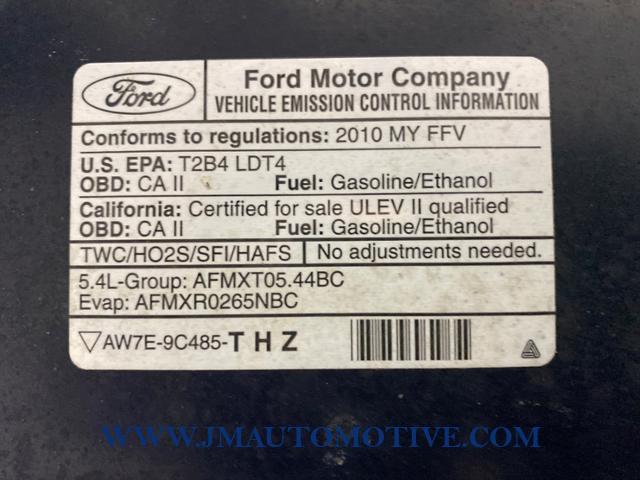 Ford
Ford Motor Company
VEHICLE EMISSION CONTROL INFORMATION
Conforms to regulations: 2010 MY FFV
U.S. EPA: T2B4 LDT4
OBD: CA II Fuel: Gasoline/Ethanol
California: Certified for sale ULEV II qualified
OBD: CA II Fuel: Gasoline/Ethanol
TWC/HO2S/SFI/HAFS No adjustments needed.
5.4L-Group: AFMXT05.44BC
Evap: AFMXR0265NBC
AW7E-9C485-THZ
WWW.JMAUTOMOTIVE.COM